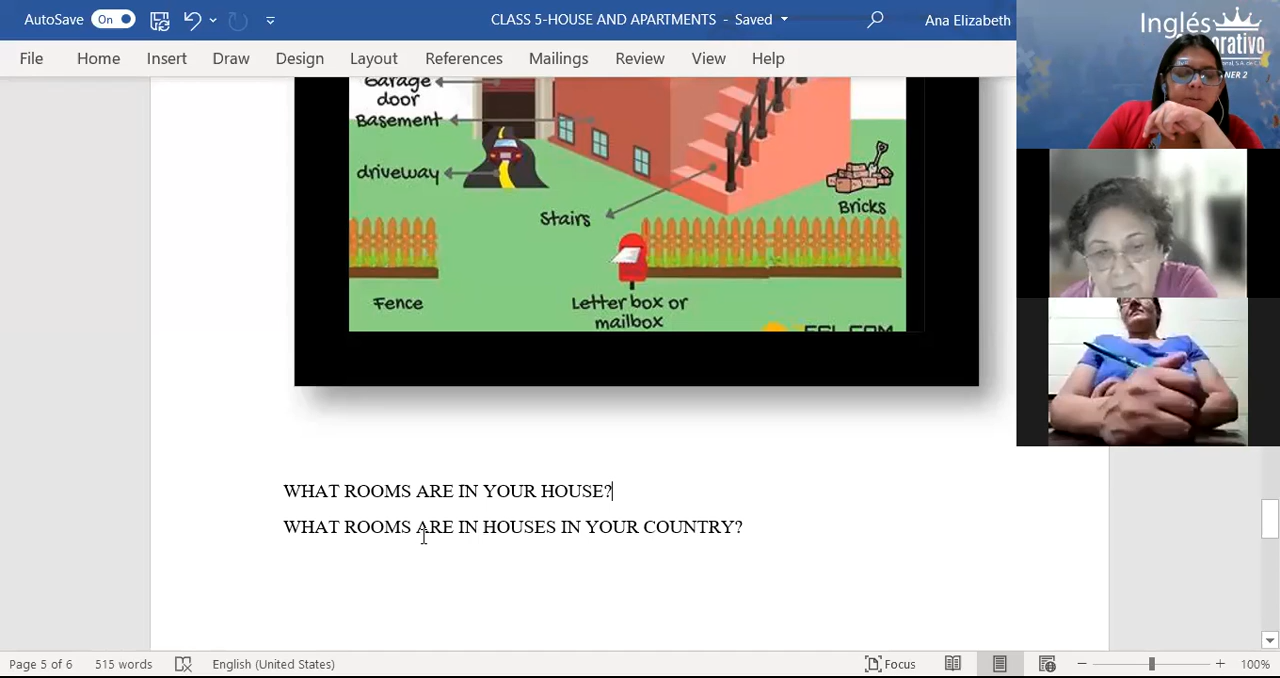 AutoSave On CLASS 5-HOUSE AND APARTMENTS - Saved Ana Elizabeth
File Home Insert Draw Design Layout References Mailings Review View Help
Inglés
Garage
door
Basement
driveway
Stairs
Bricks
Fence
Letter box or
mailbox
WHAT ROOMS ARE IN YOUR HOUSE?
WHAT ROOMS ARE IN HOUSES IN YOUR COUNTRY?
Page 5 of 6 515 words English (United States) Focus 100%